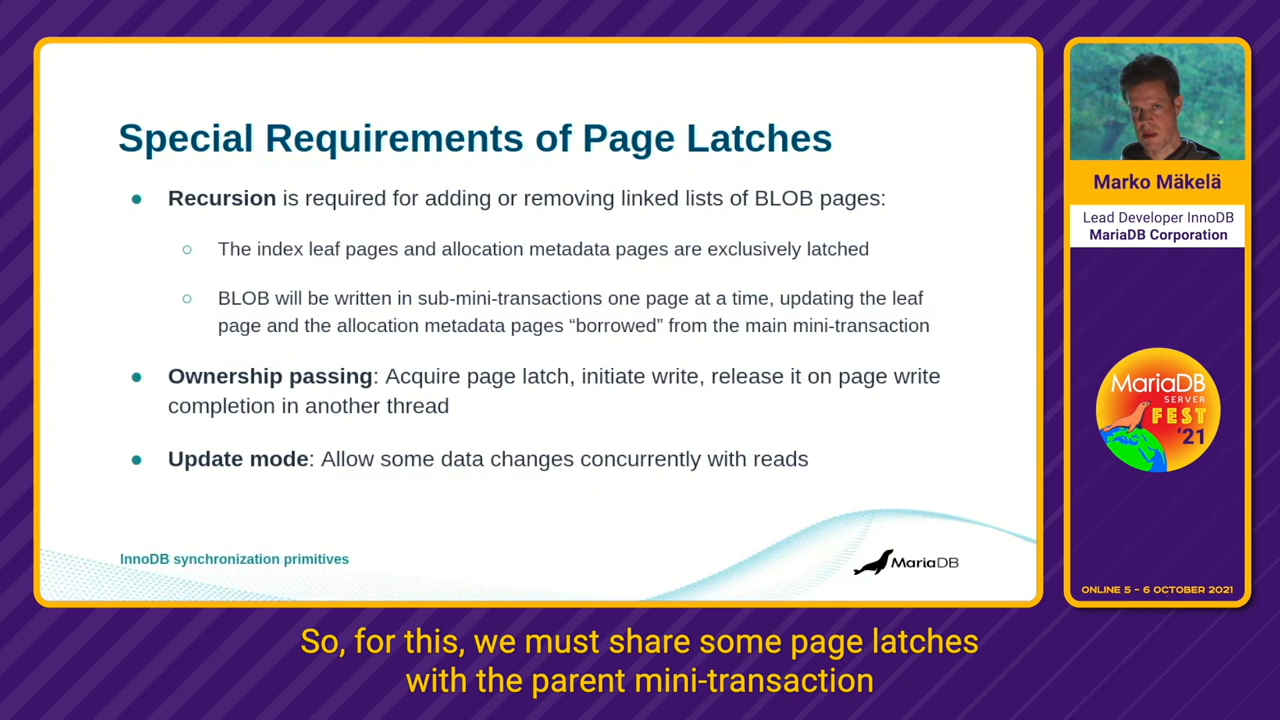 Special Requirements of Page Latches
● Recursion is required for adding or removing linked lists of BLOB pages:
○ The index leaf pages and allocation metadata pages are exclusively latched
○ BLOB will be written in sub-mini-transactions one page at a time, updating the leaf
page and the allocation metadata pages “borrowed” from the main mini-transaction
● Ownership passing: Acquire page latch, initiate write, release it on page write
completion in another thread
● Update mode: Allow some data changes concurrently with reads
InnoDB synchronization primitives
MariaDB
Marko Mäkelä
Lead Developer InnoDB
MariaDB Corporation
MariaDB
SERVER
FEST
'21
ONLINE 5 – 6 OCTOBER 2021
So, for this, we must share some page latches
with the parent mini-transaction